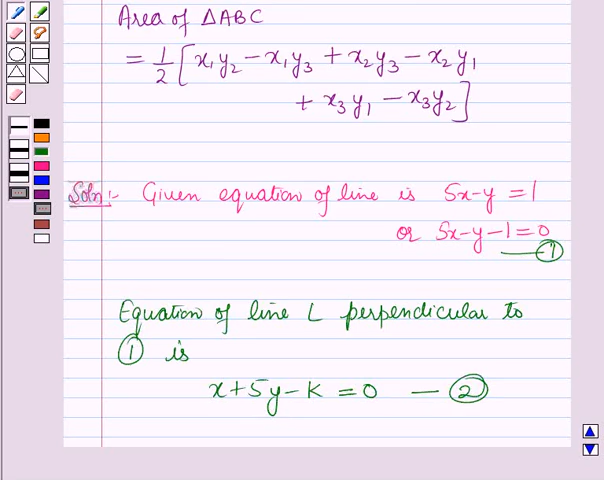 Area of ΔABC
= 1/2 [x₁y₂ - x₁y₃ + x₂y₃ - x₂y₁
+ x₃y₁ - x₃y₂]
Soln:- Given equation of line is 5x-y = 1
or 5x-y-1=0
—— ①
Equation of line L perpendicular to
① is
x+5y-k = 0 — ②